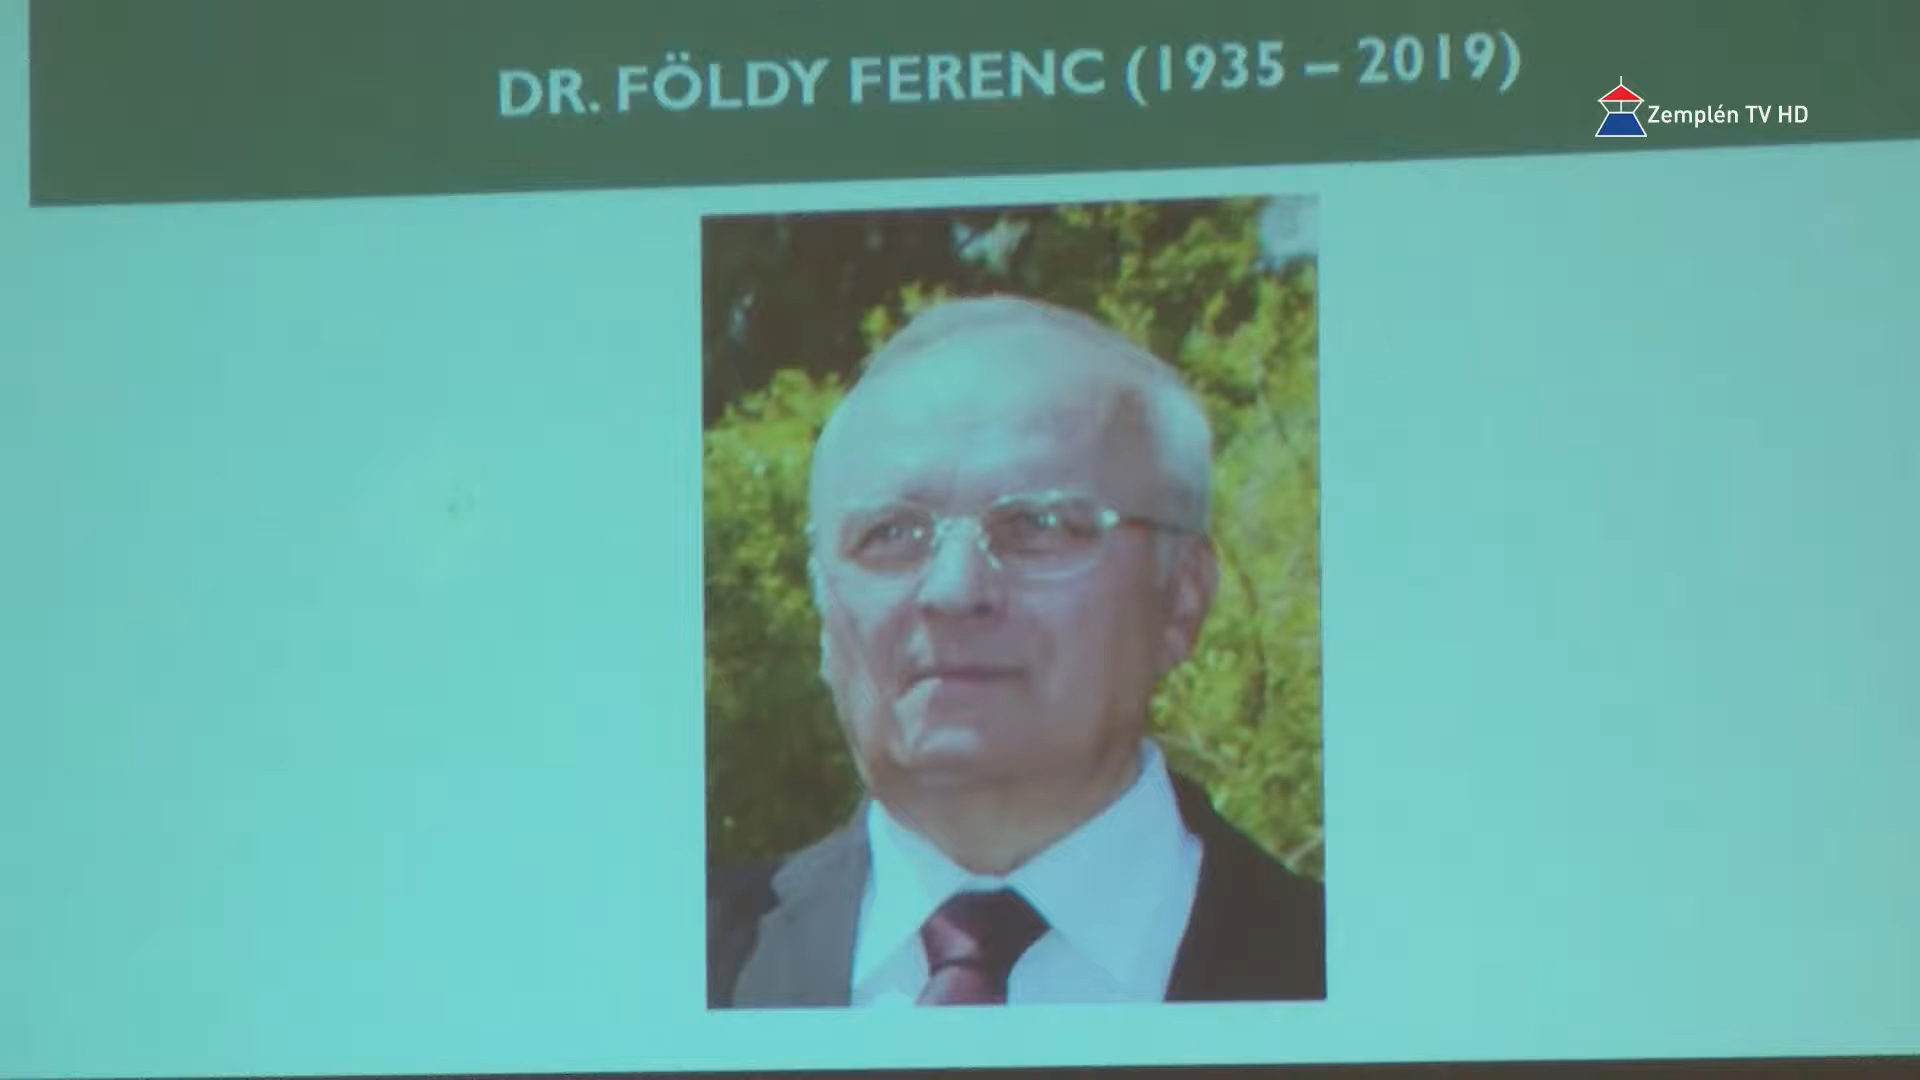 DR. FÖLDY FERENC (1935 – 2019)
Zemplén TV HD